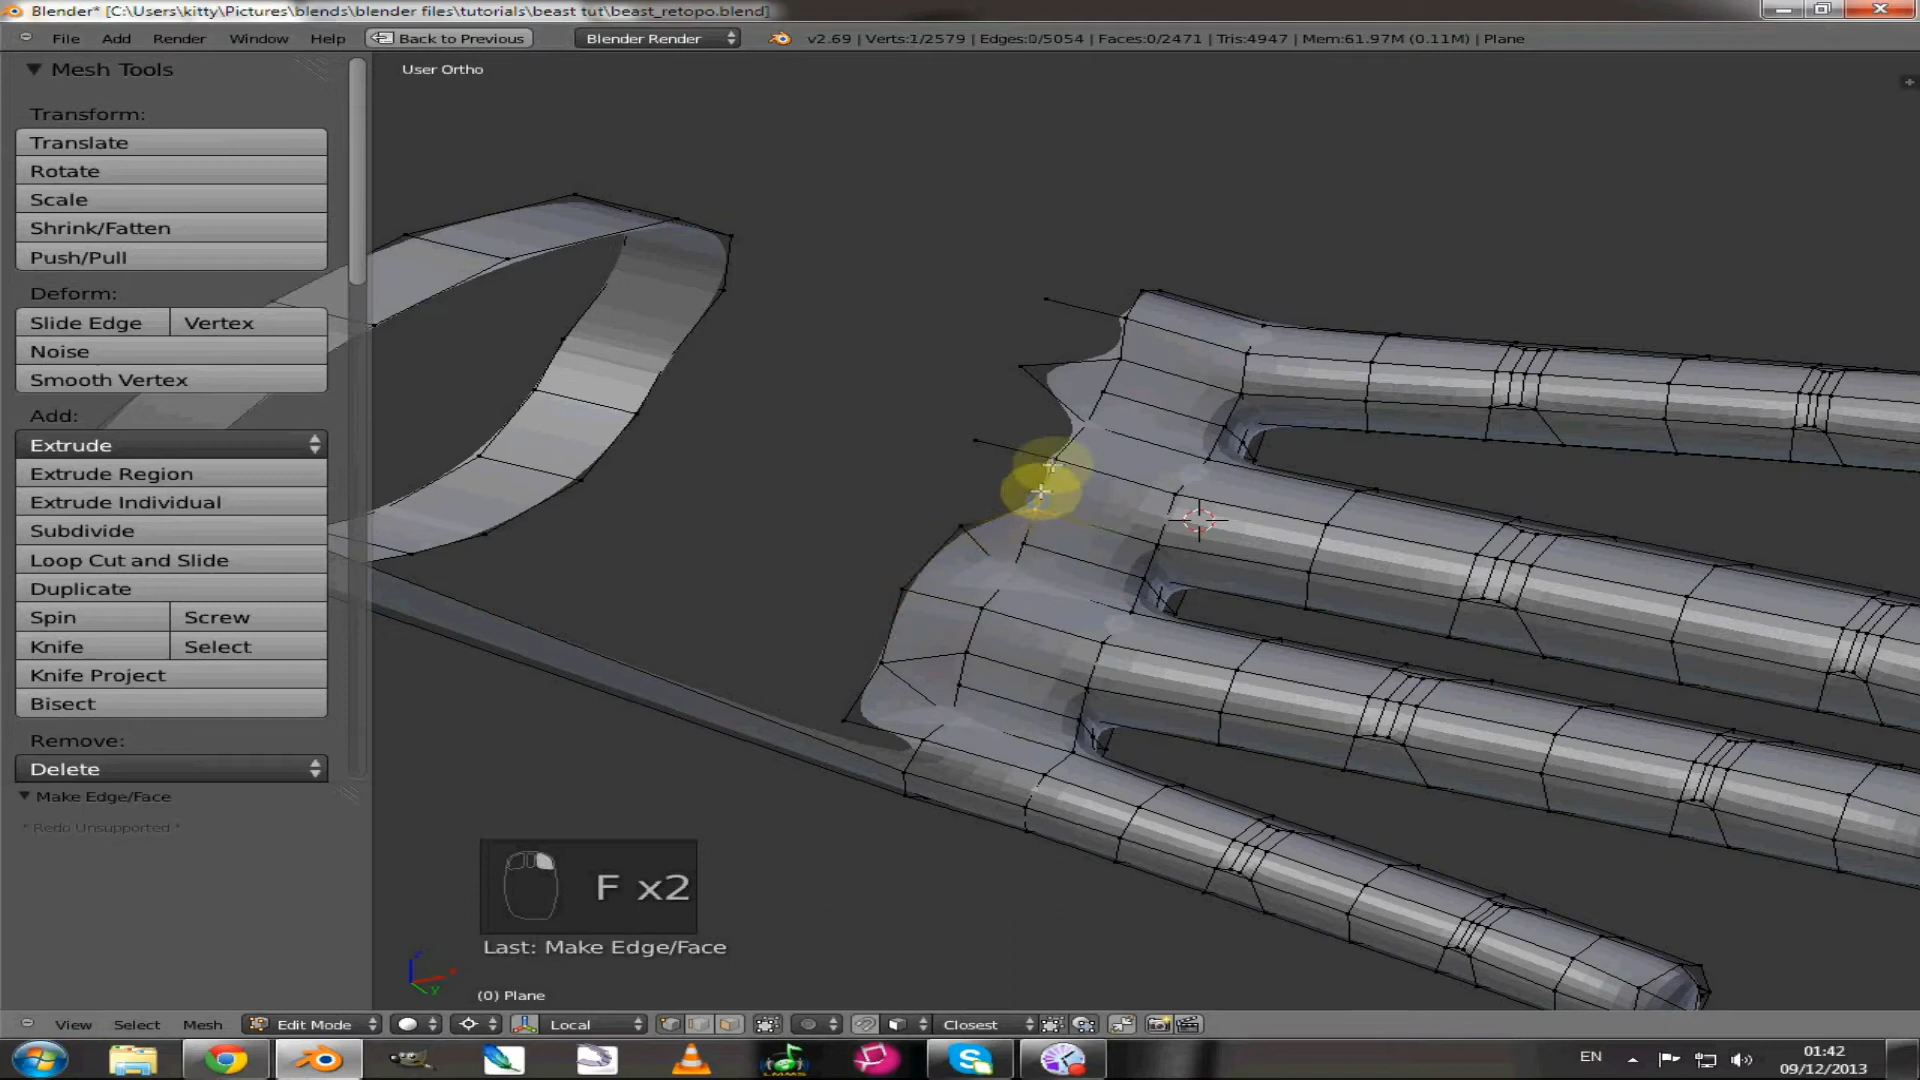 Blender* [C:\Users\kitty\Pictures\blends\blender files\tutorials\beast tut\beast_retopo.blend]
File Add Render Window Help Back to Previous Blender Render v2.69 | Verts:1/2579 | Edges:0/5054 | Faces:0/2471 | Tris:4947 | Mem:61.97M (0.11M) | Plane
Mesh Tools
User Ortho
Transform:
Translate
Rotate
Scale
Shrink/Fatten
Push/Pull
Deform:
Slide Edge Vertex
Noise
Smooth Vertex
Add:
Extrude
Extrude Region
Extrude Individual
Subdivide
Loop Cut and Slide
Duplicate
Spin Screw
Knife Select
Knife Project
Bisect
Remove:
Delete
Make Edge/Face
* Redo Unsupported *
F x2
Last: Make Edge/Face
(0) Plane
View Select Mesh Edit Mode Local Closest
LMMS
EN
01:42
09/12/2013